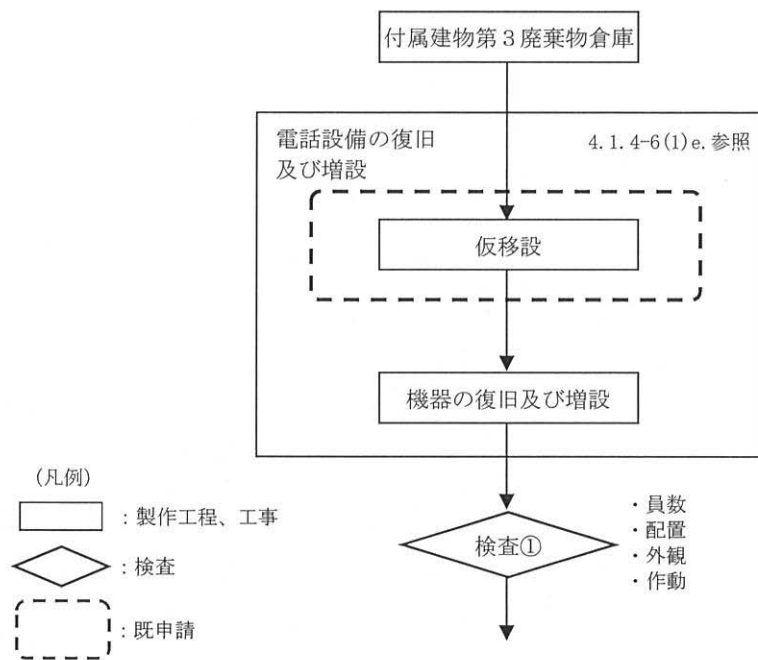 付属建物第３廃棄物倉庫
電話設備の復旧
及び増設
4.1.4-6(1)e.参照
仮移設
機器の復旧及び増設
検査①
・員数
・配置
・外観
・作動
(凡例)
：製作工程、工事
：検査
：既申請